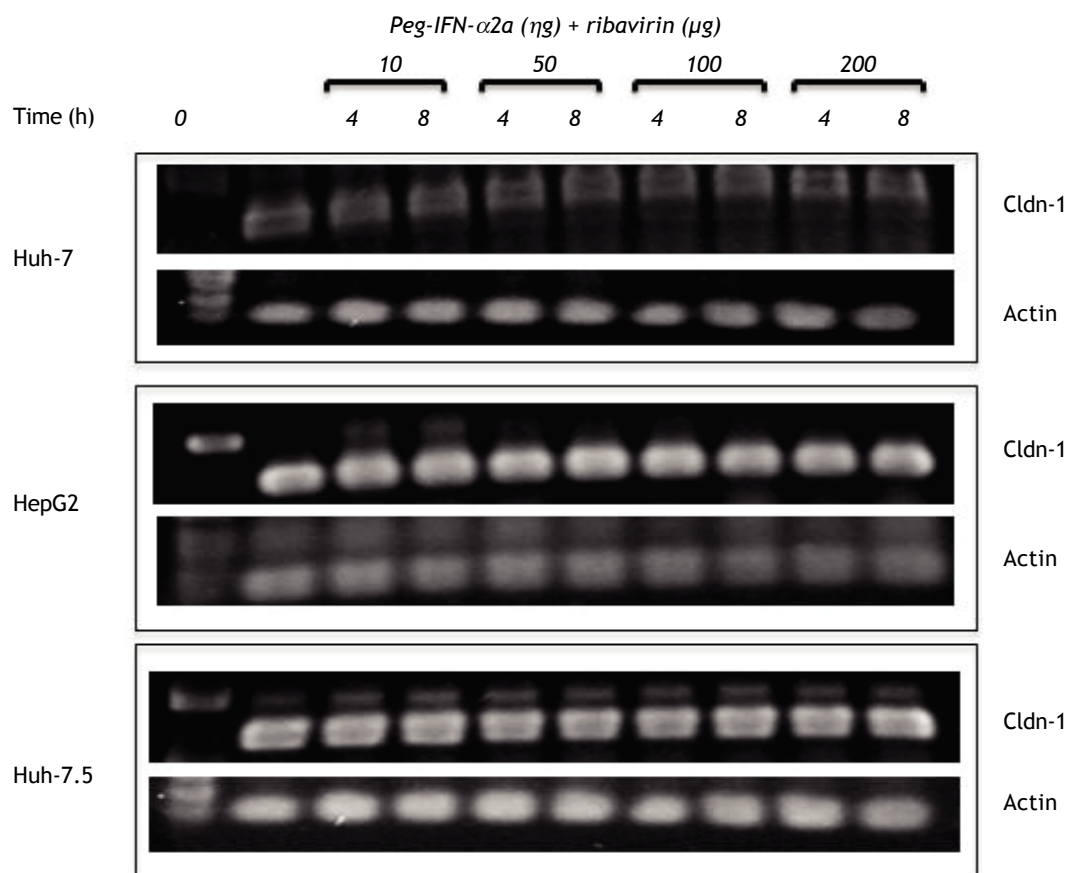 Peg-IFN-α2a (ηg) + ribavirin (µg)
10 50 100 200
Time (h) 0 4 8 4 8 4 8 4 8
Cldn-1
Huh-7
Actin
Cldn-1
HepG2
Actin
Cldn-1
Huh-7.5
Actin